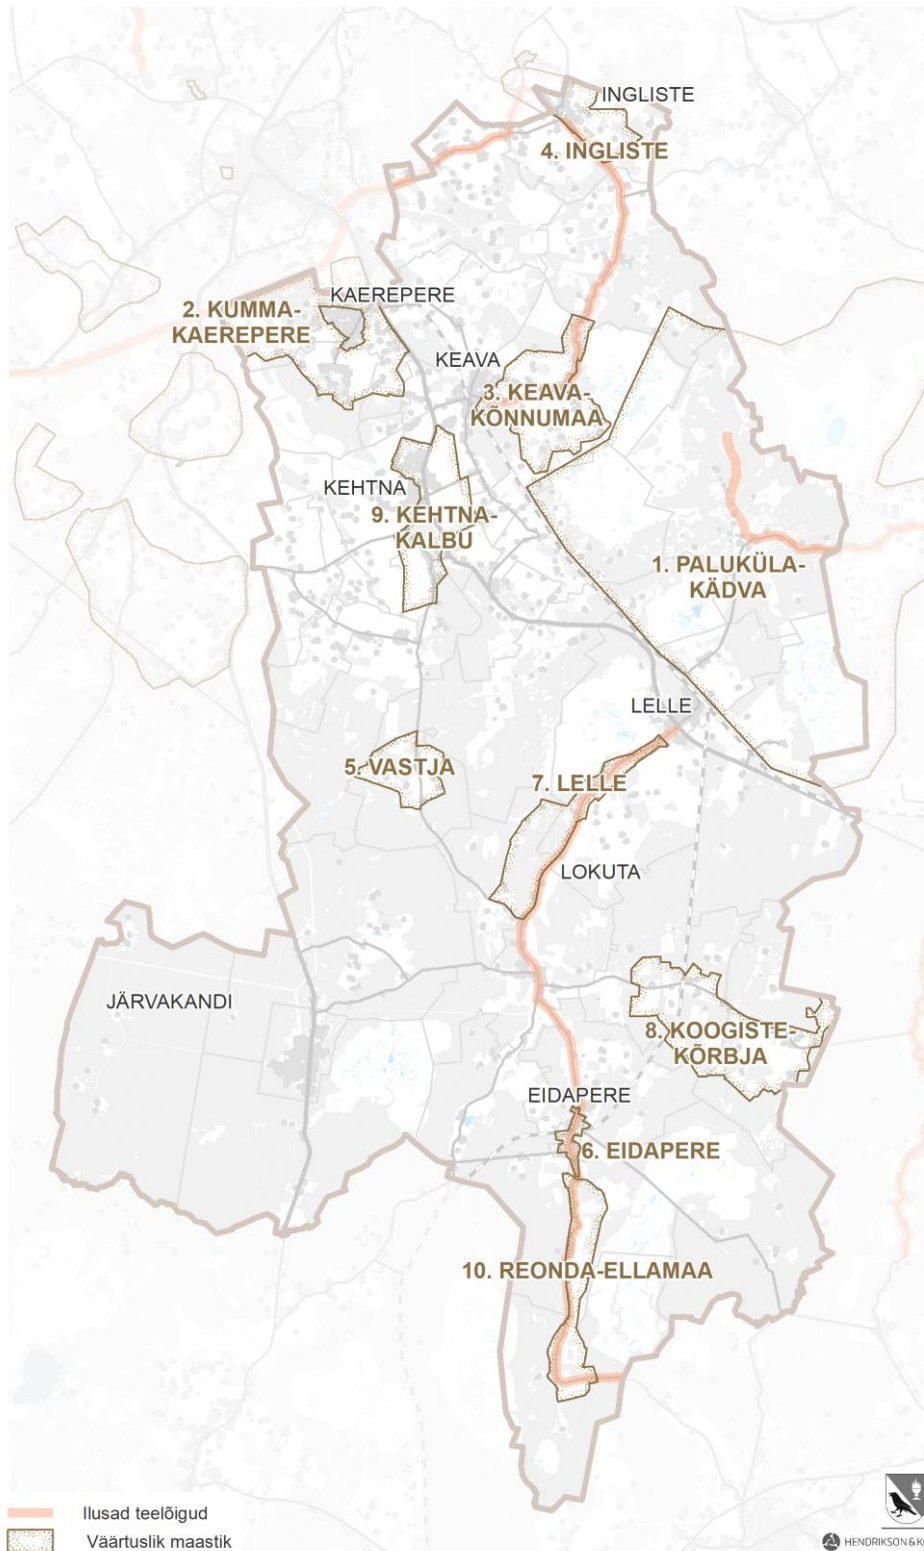 INGLISTE
4. INGLISTE
KAEREPERE
2. KUMMA-
KAEREPERE
KEAVA
3. KEAVA-
KÕNNUMAA
KEHTNA
9. KEHTNA-
KALBU
1. PALUKÜLA-
KÄDVA
LELLE
5. VASTJA
7. LELLE
LOKUTA
JÄRVAKANDI
8. KOOGISTE-
KÕRBJA
EIDAPERE
6. EIDAPERE
10. REONDA-ELLAMAA
Ilusad teelõigud
Väärtuslik maastik
HENDRIKSON & K